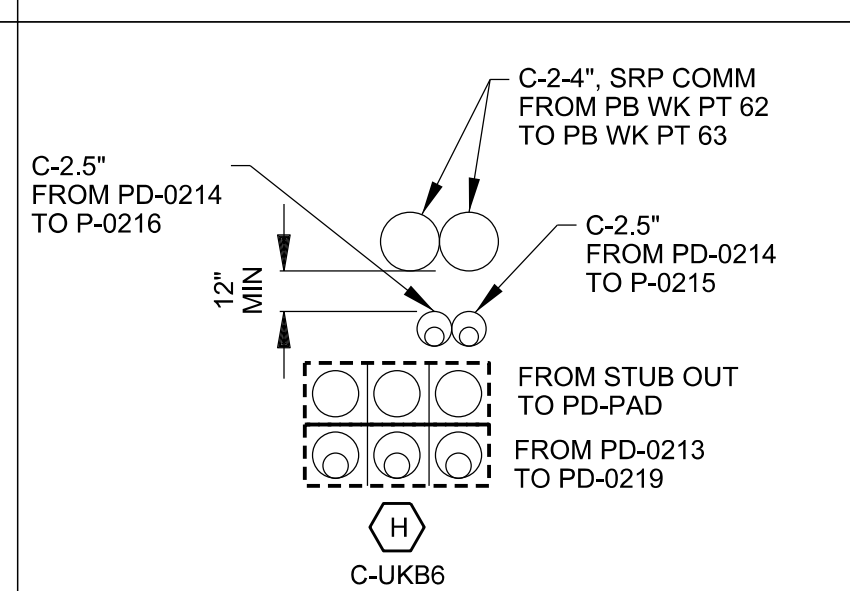 C-2-4", SRP COMM
FROM PB WK PT 62
TO PB WK PT 63
C-2.5"
FROM PD-0214
TO P-0216
C-2.5"
FROM PD-0214
TO P-0215
12"
MIN
FROM STUB OUT
TO PD-PAD
FROM PD-0213
TO PD-0219
H
C-UKB6